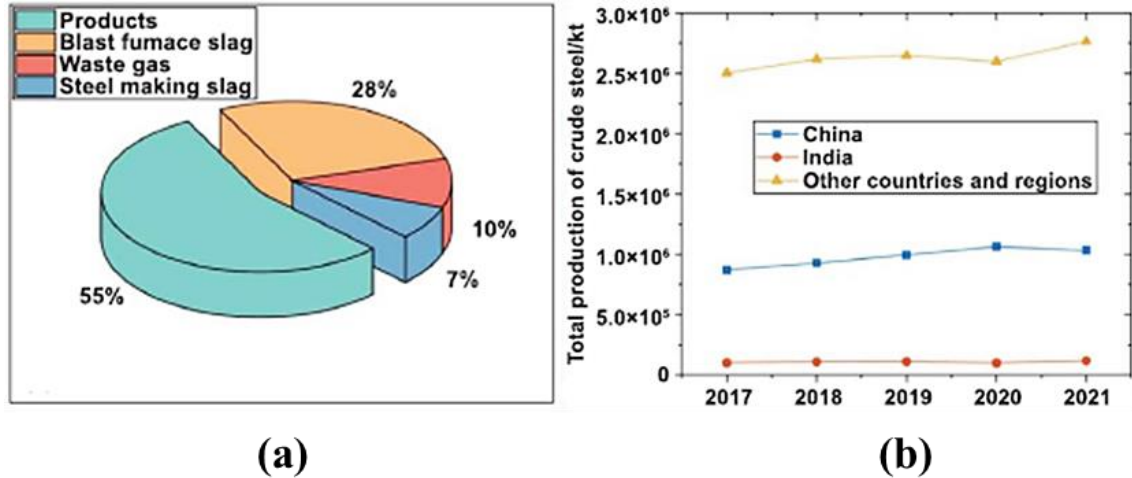 Products
Blast furnace slag
Waste gas
Steel making slag
28%
10%
7%
55%
(a)
Total production of crude steel/kt
3.0×10⁶
2.5×10⁶
2.0×10⁶
1.5×10⁶
1.0×10⁶
5.0×10⁵
0
China
India
Other countries and regions
2017 2018 2019 2020 2021
(b)